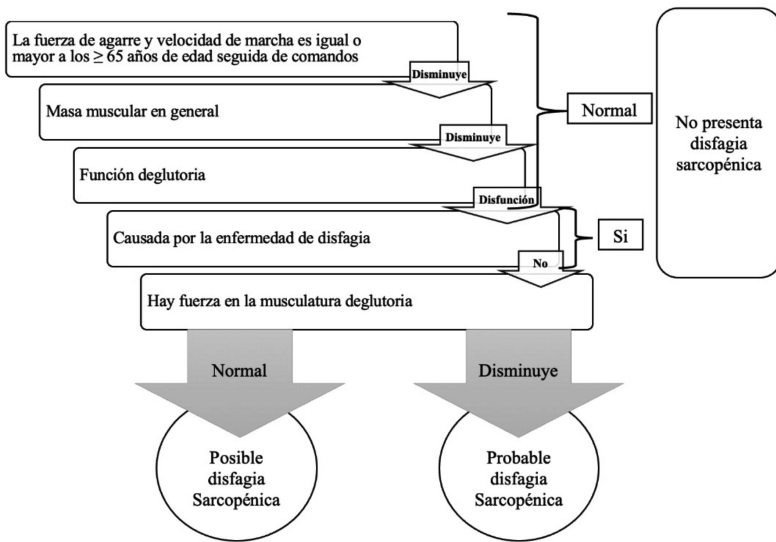 La fuerza de agarre y velocidad de marcha es igual o
mayor a los ≥ 65 años de edad seguida de comandos
Disminuye
Masa muscular en general
Disminuye
Función deglutoria
Disfunción
Causada por la enfermedad de disfagia
No
Hay fuerza en la musculatura deglutoria
Normal
Si
No presenta
disfagia
sarcopénica
Normal
Disminuye
Posible
disfagia
Sarcopénica
Probable
disfagia
Sarcopénica